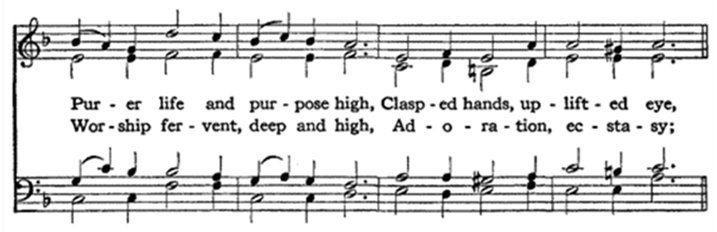 Pur - er life and pur - pose high, Clasp - ed hands, up - lift - ed eye,
Wor - ship fer - vent, deep and high, Ad - o - ra - tion, ec - sta - sy;